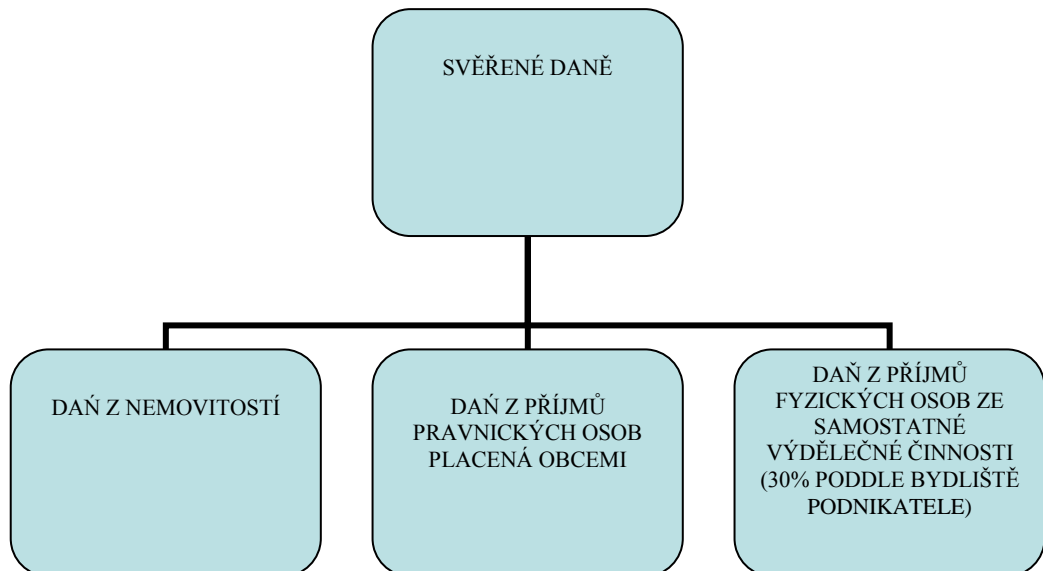 SVĚŘENÉ DANĚ
DAŃ Z NEMOVITOSTÍ
DAŃ Z PŘÍJMŮ
PRAVNICKÝCH OSOB
PLACENÁ OBCEMI
DAŇ Z PŘÍJMŮ
FYZICKÝCH OSOB ZE
SAMOSTATNÉ
VÝDĚLEČNÉ ČINNOSTI
(30% PODDLE BYDLIŠTĚ
PODNIKATELE)